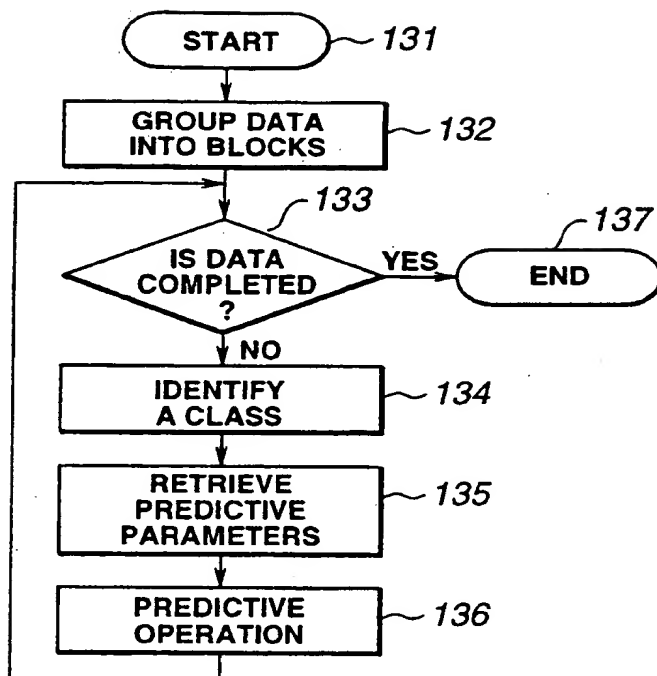 START
131
GROUP DATA
INTO BLOCKS
132
133
IS DATA
COMPLETED
?
YES
137
END
NO
IDENTIFY
A CLASS
134
RETRIEVE
PREDICTIVE
PARAMETERS
135
PREDICTIVE
OPERATION
136